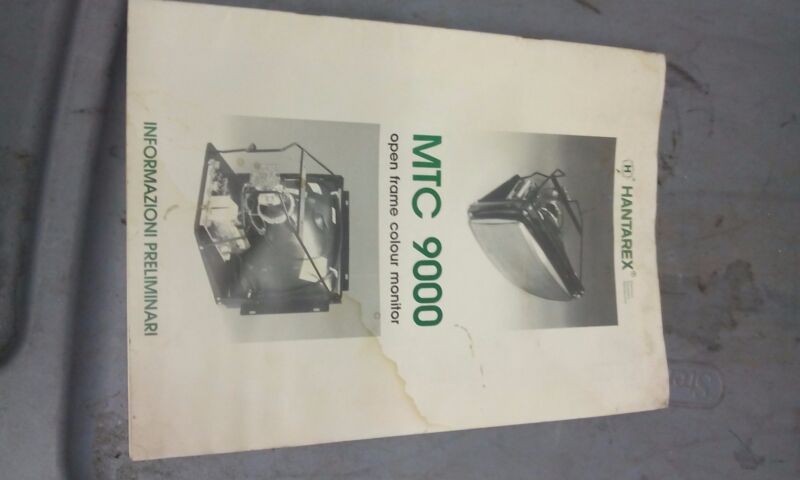 H HANTAREX®
MTC 9000
open frame colour monitor
INFORMAZIONI PRELIMINARI